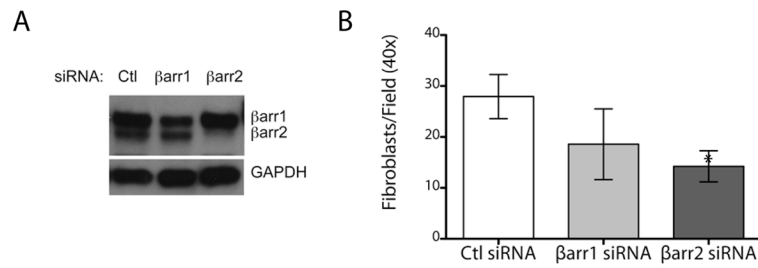 A
siRNA: Ctl βarr1 βarr2
βarr1
βarr2
GAPDH
B
Fibroblasts/Field (40x)
40
30
20
10
0
*
Ctl siRNA βarr1 siRNA βarr2 siRNA